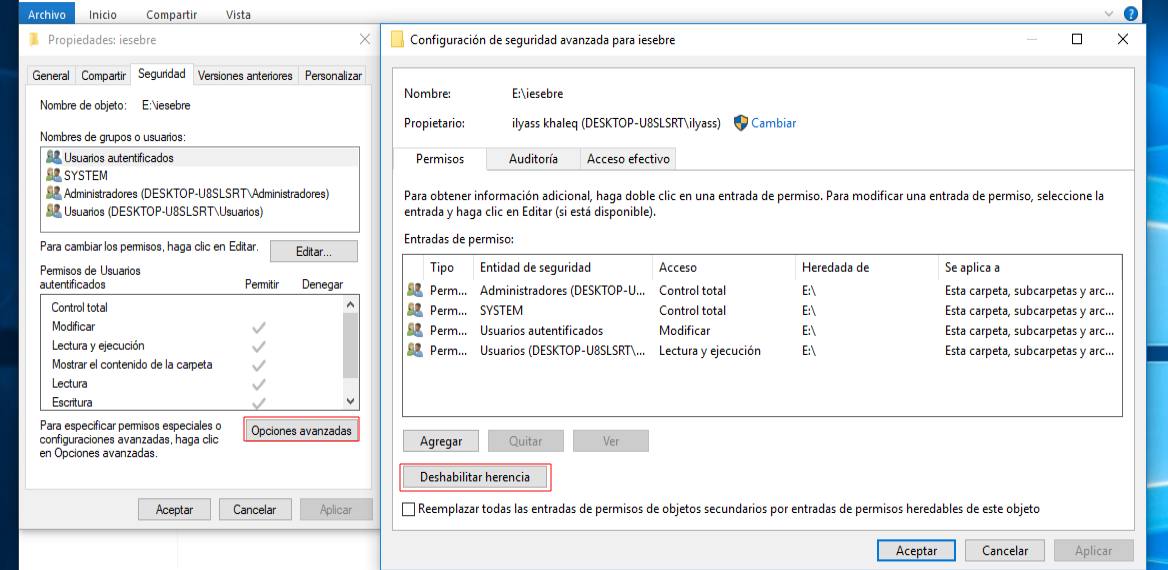 Archivo Inicio Compartir Vista
Propiedades: iesebre
General Compartir Seguridad Versiones anteriores Personalizar
Nombre de objeto: E:\iesebre
Nombres de grupos o usuarios:
Usuarios autentificados
SYSTEM
Administradores (DESKTOP-U8SLSRT\Administradores)
Usuarios (DESKTOP-U8SLSRT\Usuarios)
Para cambiar los permisos, haga clic en Editar.
Editar...
Permisos de Usuarios
autentificados Permitir Denegar
Control total
Modificar
Lectura y ejecución
Mostrar el contenido de la carpeta
Lectura
Escritura
Para especificar permisos especiales o
configuraciones avanzadas, haga clic
en Opciones avanzadas.
Opciones avanzadas
Aceptar Cancelar Aplicar
Configuración de seguridad avanzada para iesebre
Nombre: E:\iesebre
Propietario: ilyass khaleq (DESKTOP-U8SLSRT\ilyass) Cambiar
Permisos Auditoría Acceso efectivo
Para obtener información adicional, haga doble clic en una entrada de permiso. Para modificar una entrada de permiso, seleccione la
entrada y haga clic en Editar (si está disponible).
Entradas de permiso:
Tipo Entidad de seguridad Acceso Heredada de Se aplica a
Perm... Administradores (DESKTOP-U... Control total E:\ Esta carpeta, subcarpetas y arc...
Perm... SYSTEM Control total E:\ Esta carpeta, subcarpetas y arc...
Perm... Usuarios autentificados Modificar E:\ Esta carpeta, subcarpetas y arc...
Perm... Usuarios (DESKTOP-U8SLSRT\... Lectura y ejecución E:\ Esta carpeta, subcarpetas y arc...
Agregar Quitar Ver
Deshabilitar herencia
Reemplazar todas las entradas de permisos de objetos secundarios por entradas de permisos heredables de este objeto
Aceptar Cancelar Aplicar